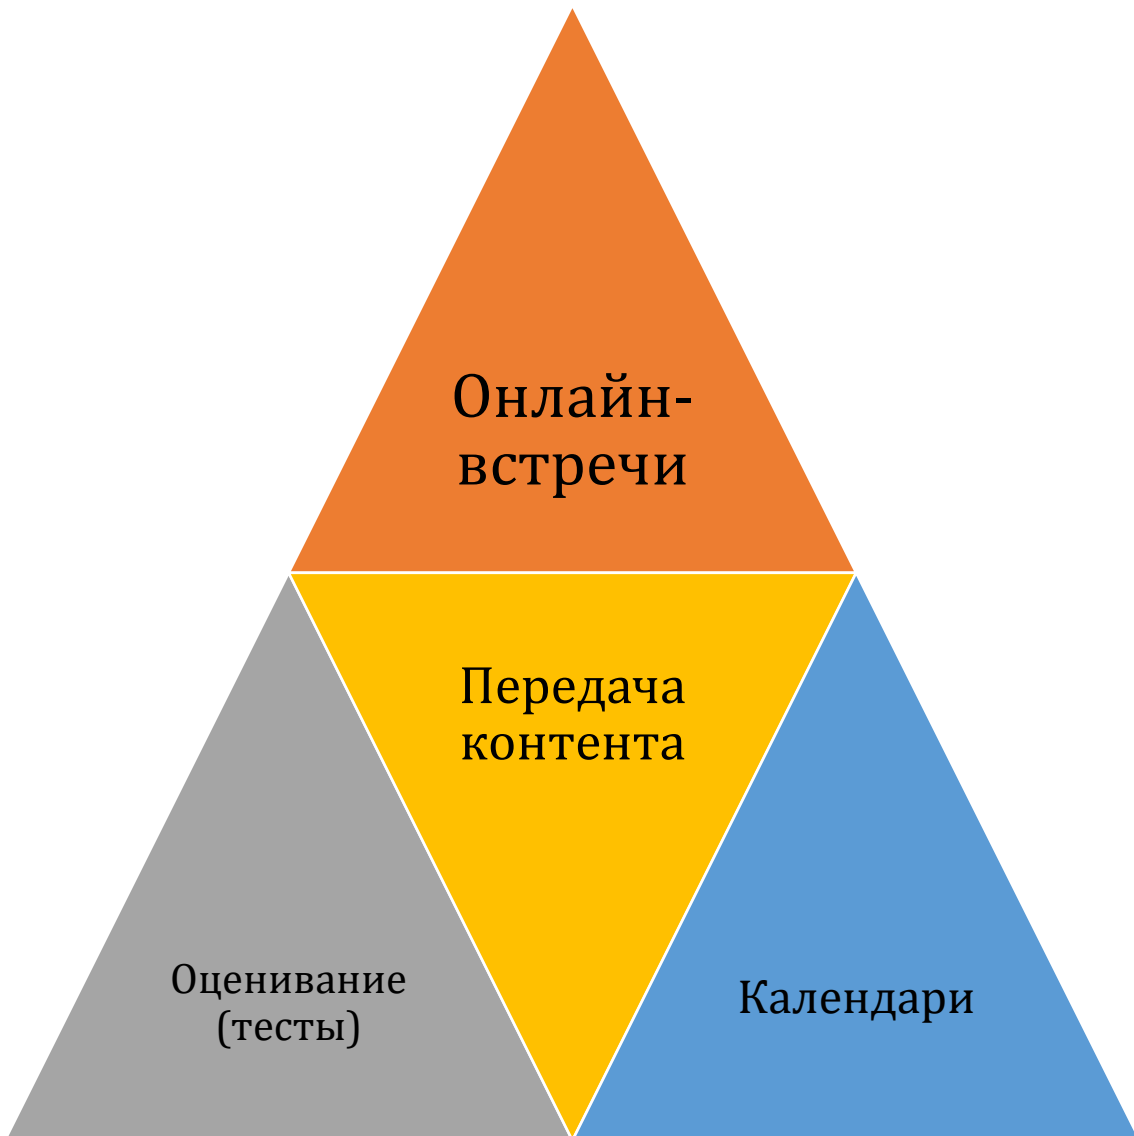 Онлайн-
встречи
Передача
контента
Оценивание
(тесты)
Календари